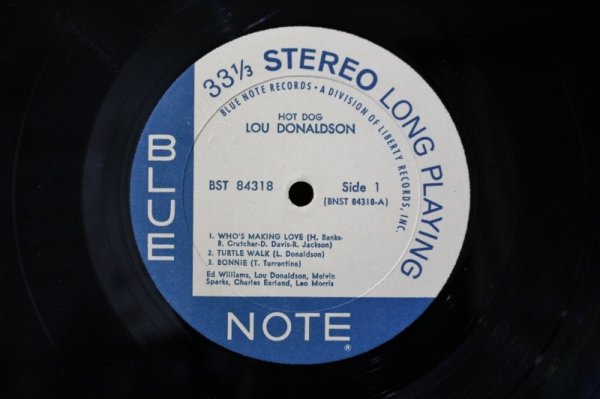 33⅓ STEREO LONG PLAYING
BLUE NOTE RECORDS • A DIVISION OF LIBERTY RECORDS, INC.
HOT DOG
LOU DONALDSON
BST 84318
Side 1
(BNST 84318-A)
1. WHO'S MAKING LOVE (H. Banks-
B. Crutcher-D. Davis-R. Jackson)
2. TURTLE WALK (L. Donaldson)
3. BONNIE (T. Turrentine)
Ed Williams, Lou Donaldson, Melvin
Sparks, Charles Earland, Leo Morris
BLUE
NOTE
®